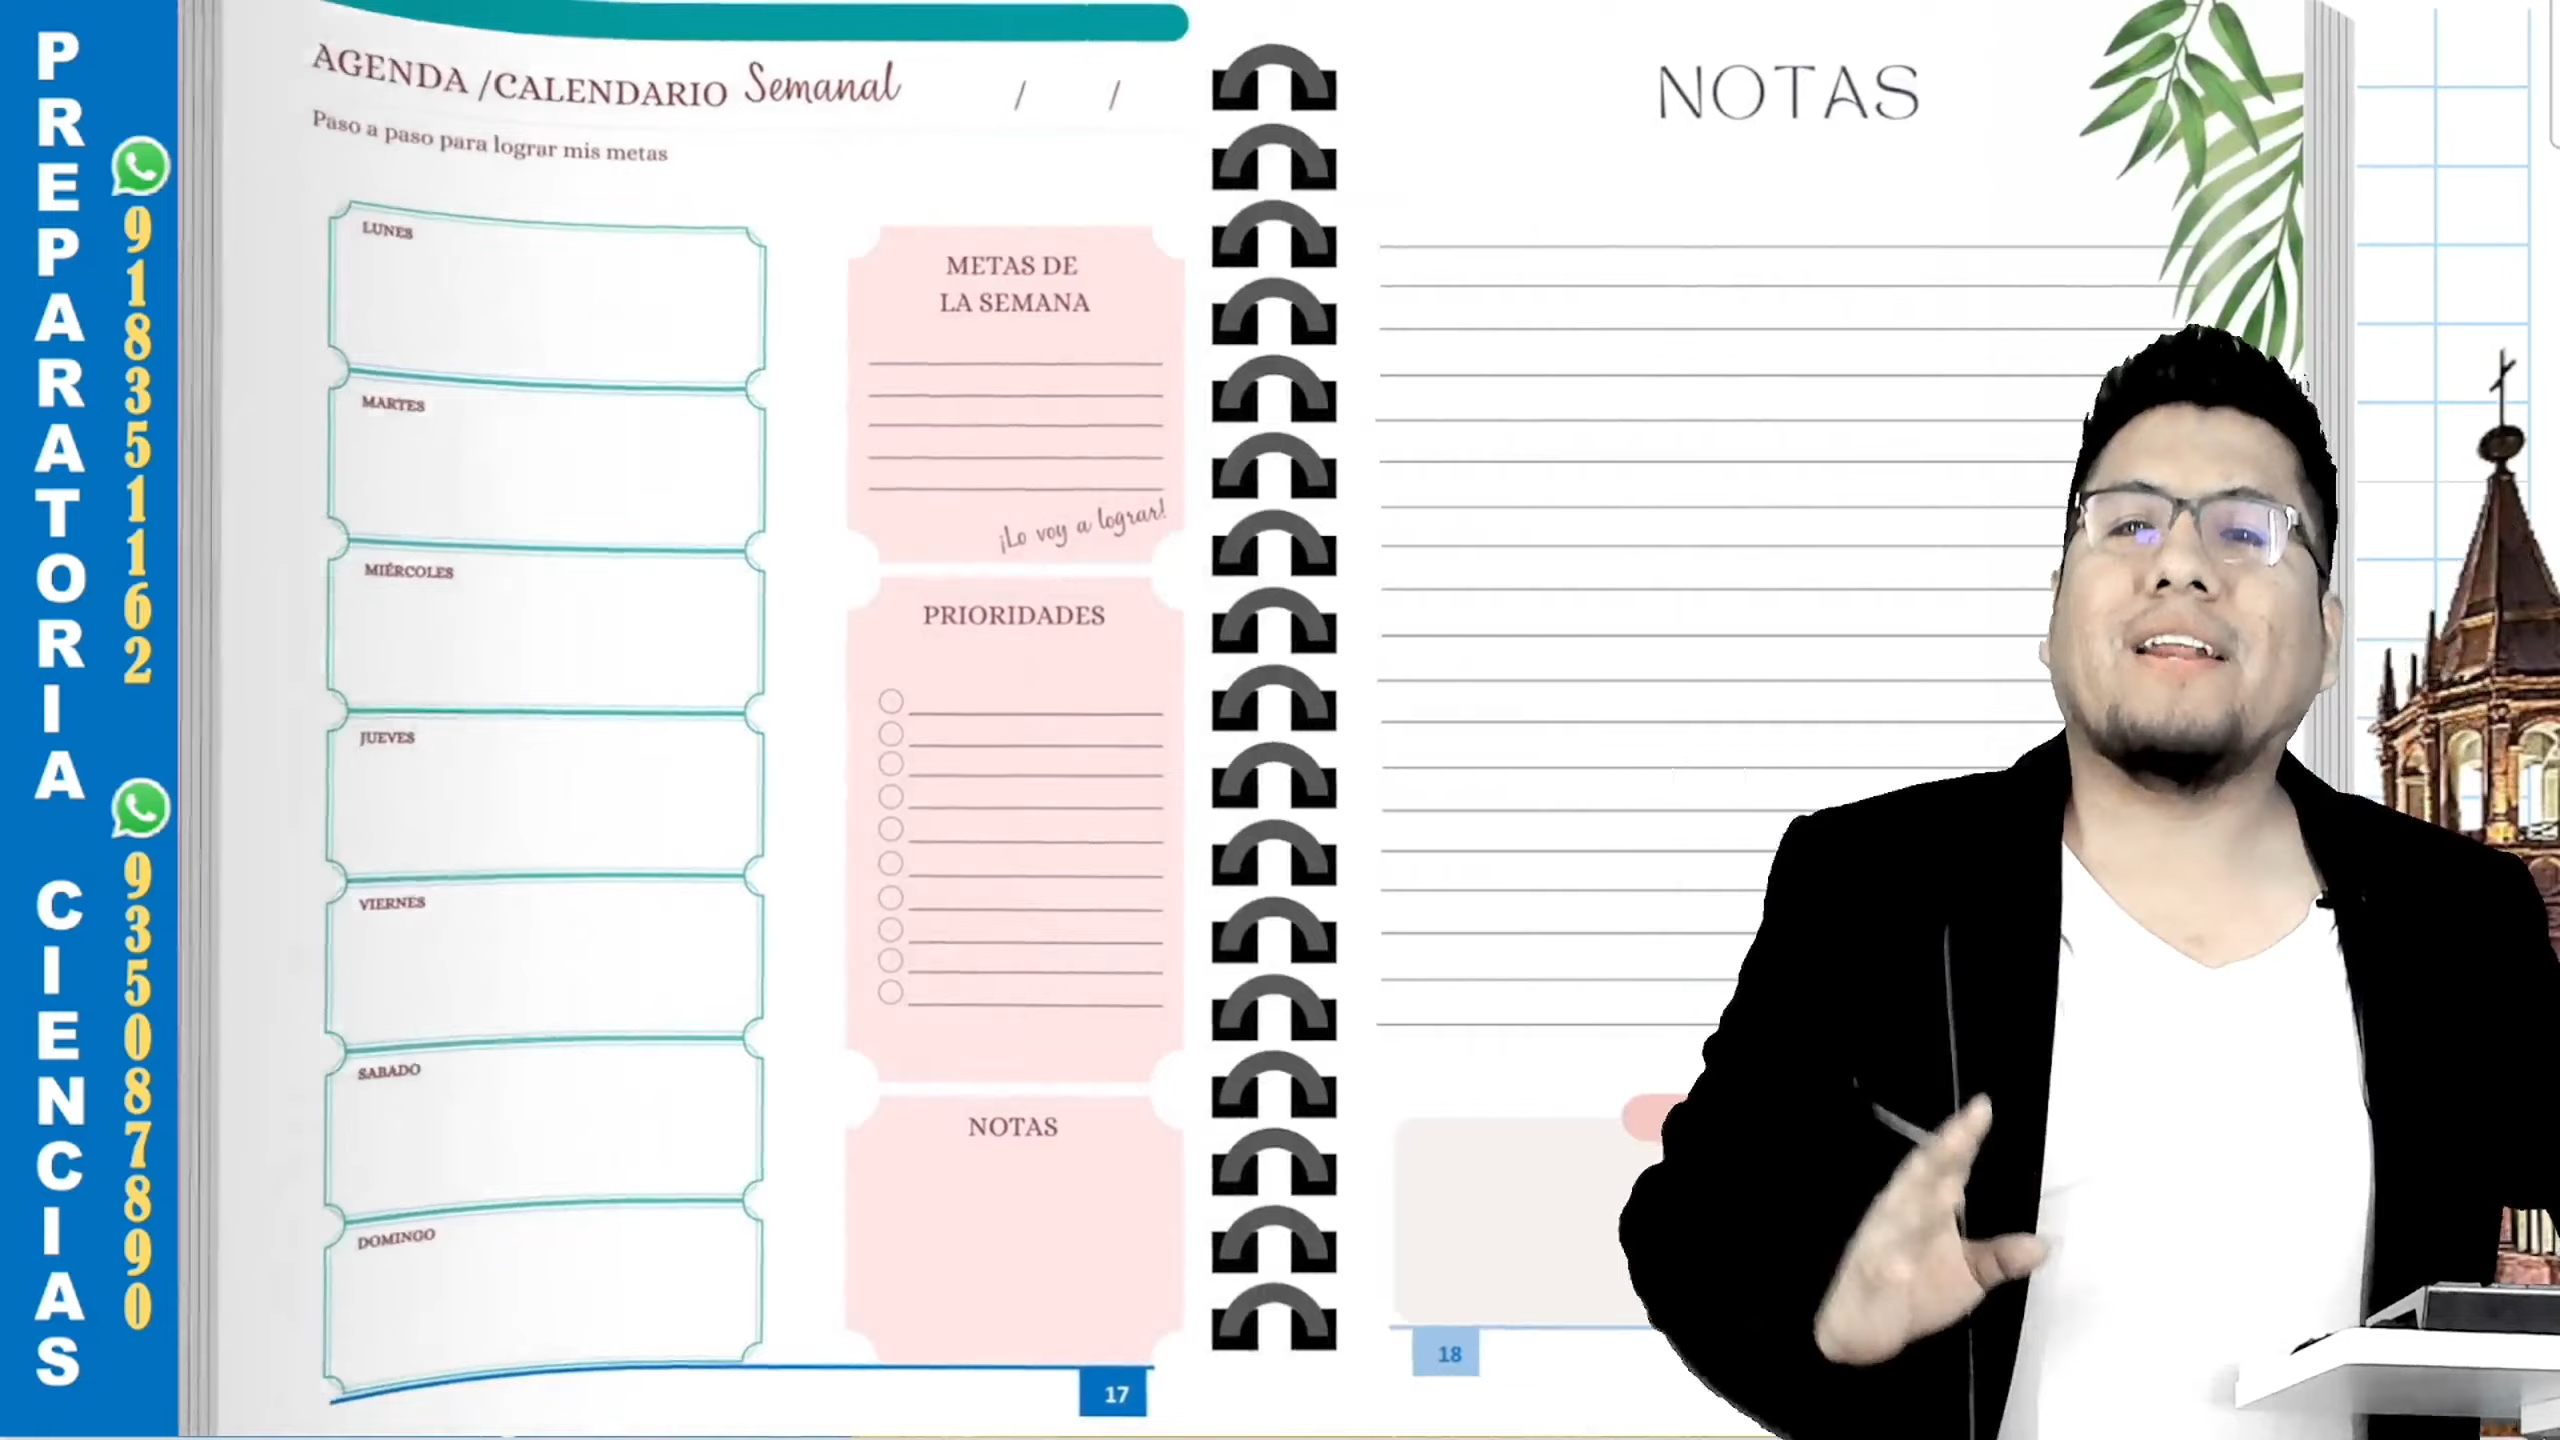 PREPARATORIA CIENCIAS
918351162
935087890
AGENDA /CALENDARIO Semanal
/ /
Paso a paso para lograr mis metas
LUNES
MARTES
MIÉRCOLES
JUEVES
VIERNES
SABADO
DOMINGO
METAS DE
LA SEMANA
¡Lo voy a lograr!
PRIORIDADES
NOTAS
17
NOTAS
18